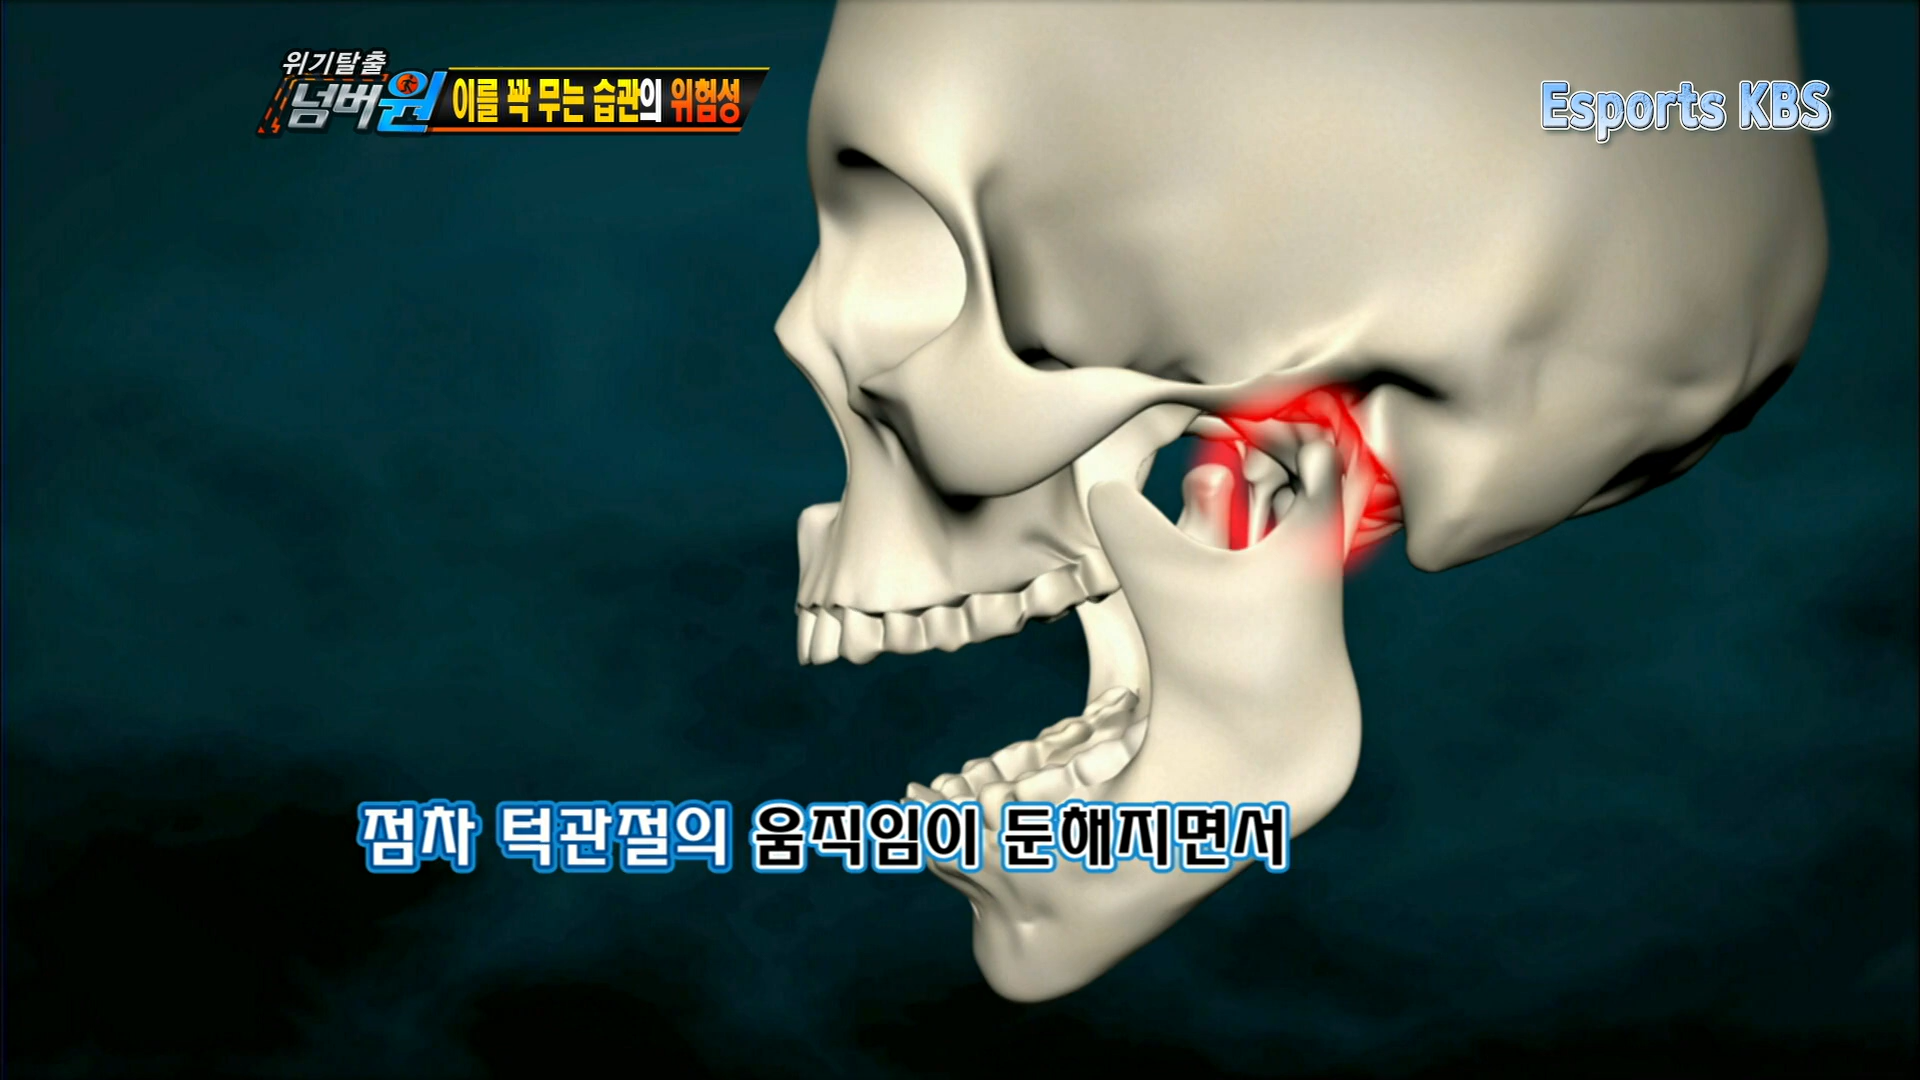 위기탈출
넘버원
이를 꽉 무는 습관의 위험성
Esports KBS
점차 턱관절의 움직임이 둔해지면서